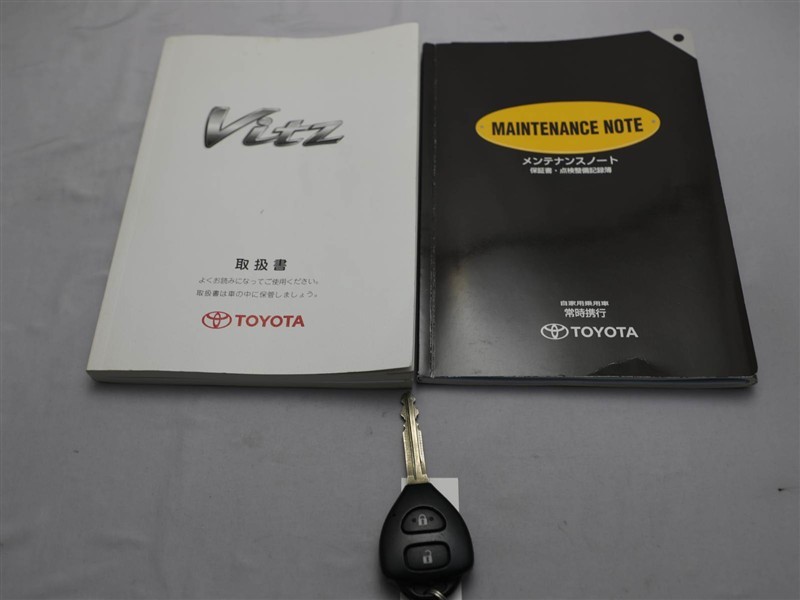 Vitz
取扱書
よくお読みになってご使用ください。
取扱書は車の中に保管しましょう。
TOYOTA
MAINTENANCE NOTE
メンテナンスノート
保証書・点検整備記録簿
自家用乗用車
常時携行
TOYOTA